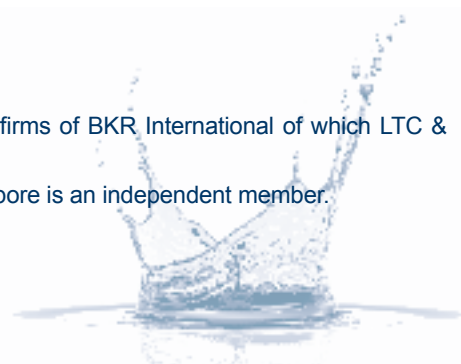 firms of BKR International of which LTC &
pore is an independent member.